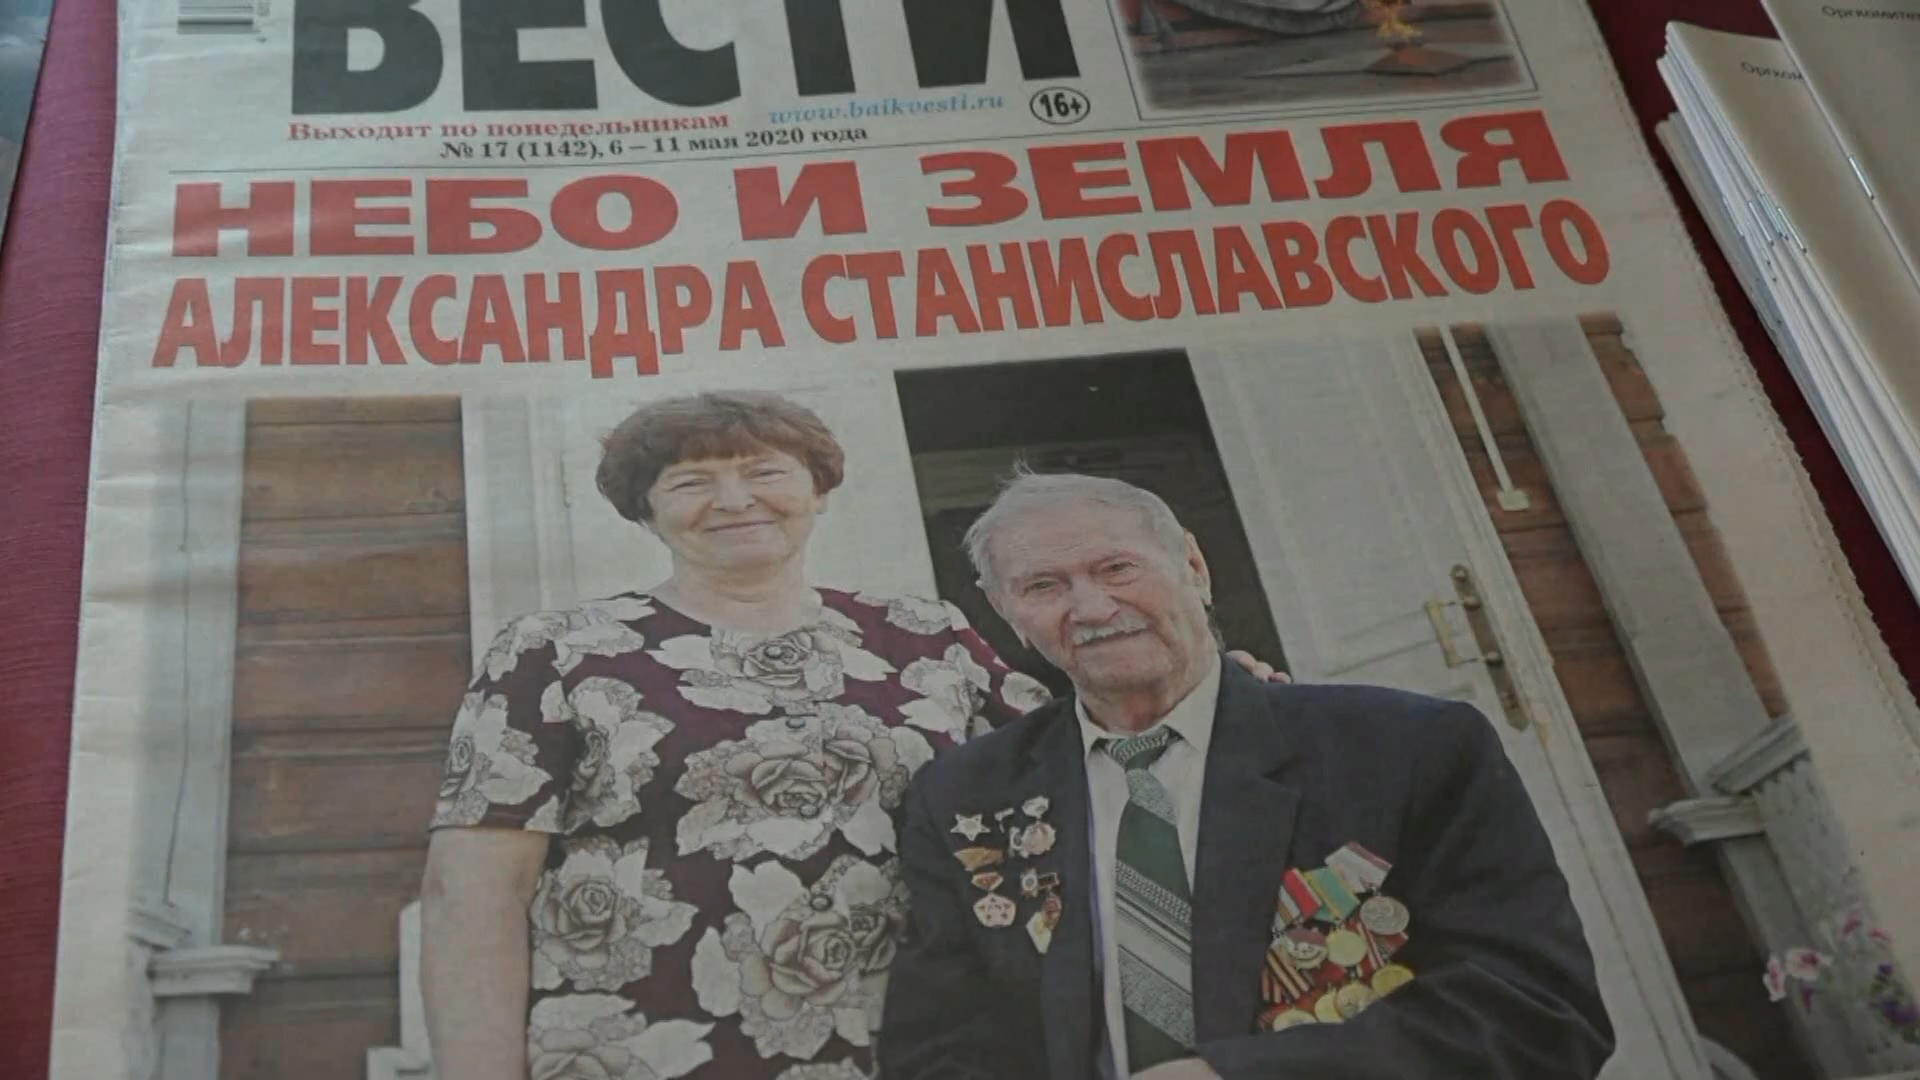 ВЕСТИ
www.baikvesti.ru 16+
Выходит по понедельникам
№ 17 (1142), 6 – 11 мая 2020 года
НЕБО И ЗЕМЛЯ
АЛЕКСАНДРА СТАНИСЛАВСКОГО